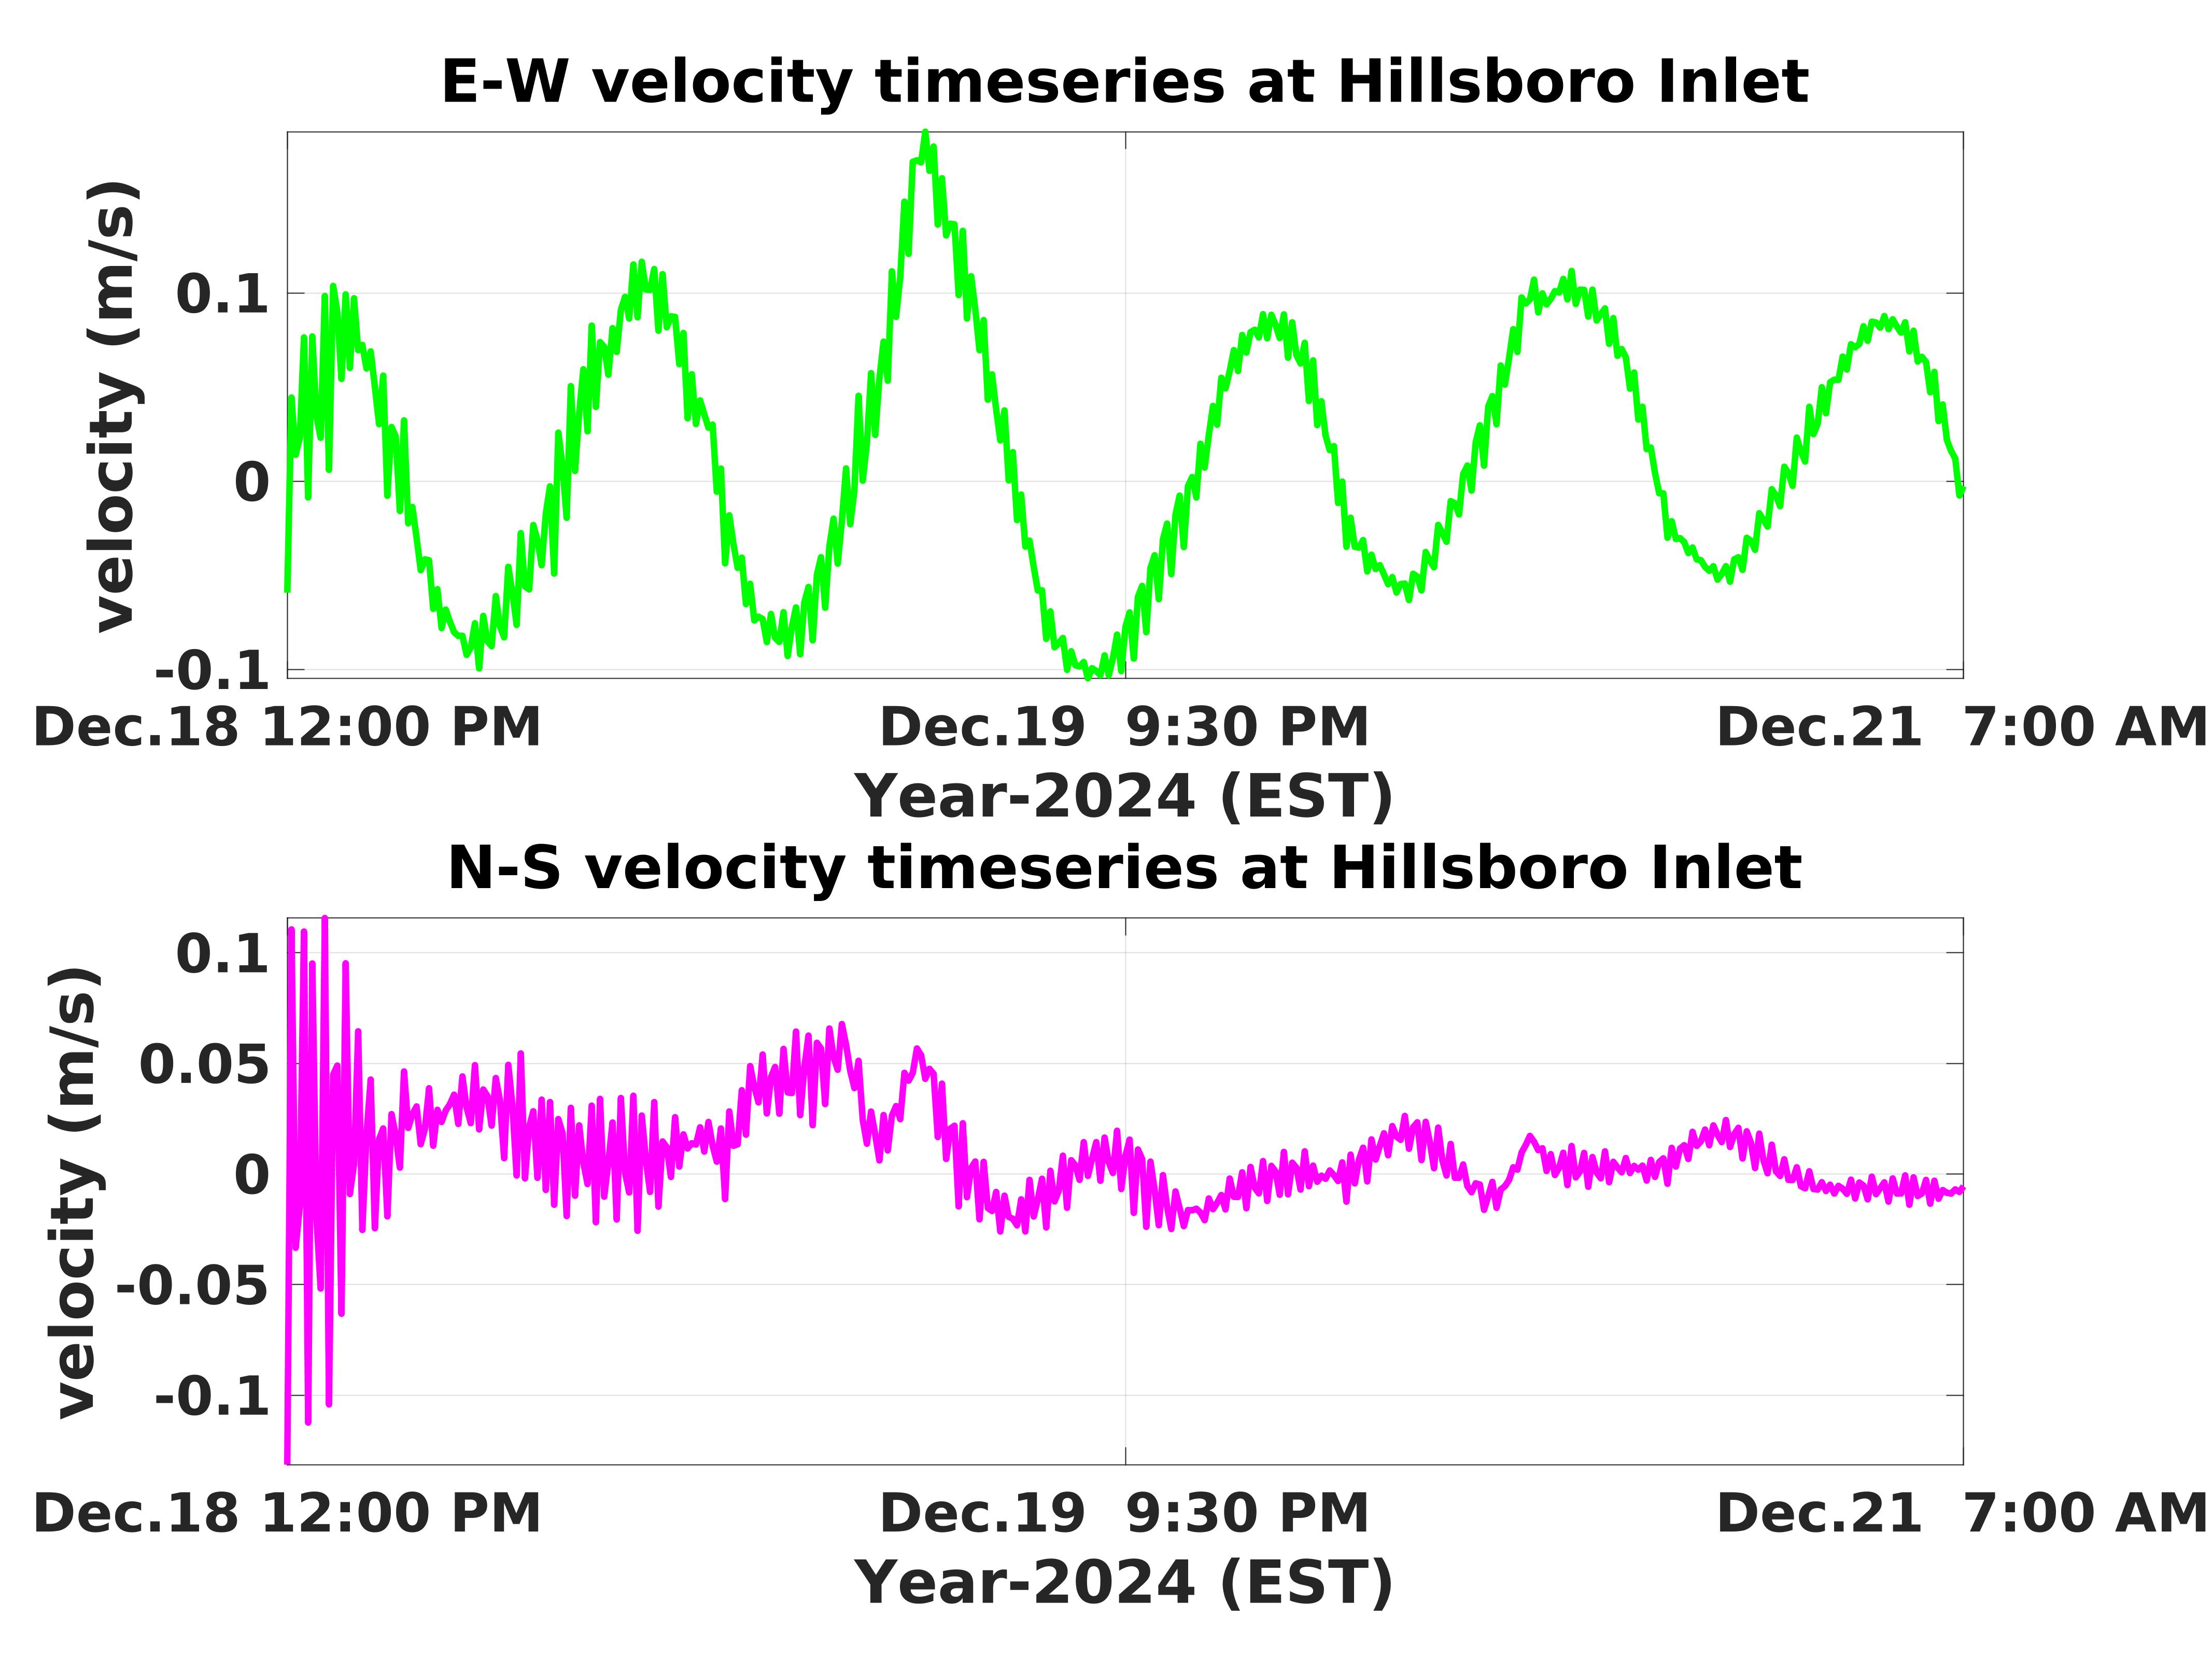 E-W velocity timeseries at Hillsboro Inlet
velocity (m/s)
0.1
0
-0.1
Dec.18 12:00 PM Dec.19 9:30 PM Dec.21 7:00 AM
Year-2024 (EST)
N-S velocity timeseries at Hillsboro Inlet
velocity (m/s)
0.1
0.05
0
-0.05
-0.1
Dec.18 12:00 PM Dec.19 9:30 PM Dec.21 7:00 AM
Year-2024 (EST)